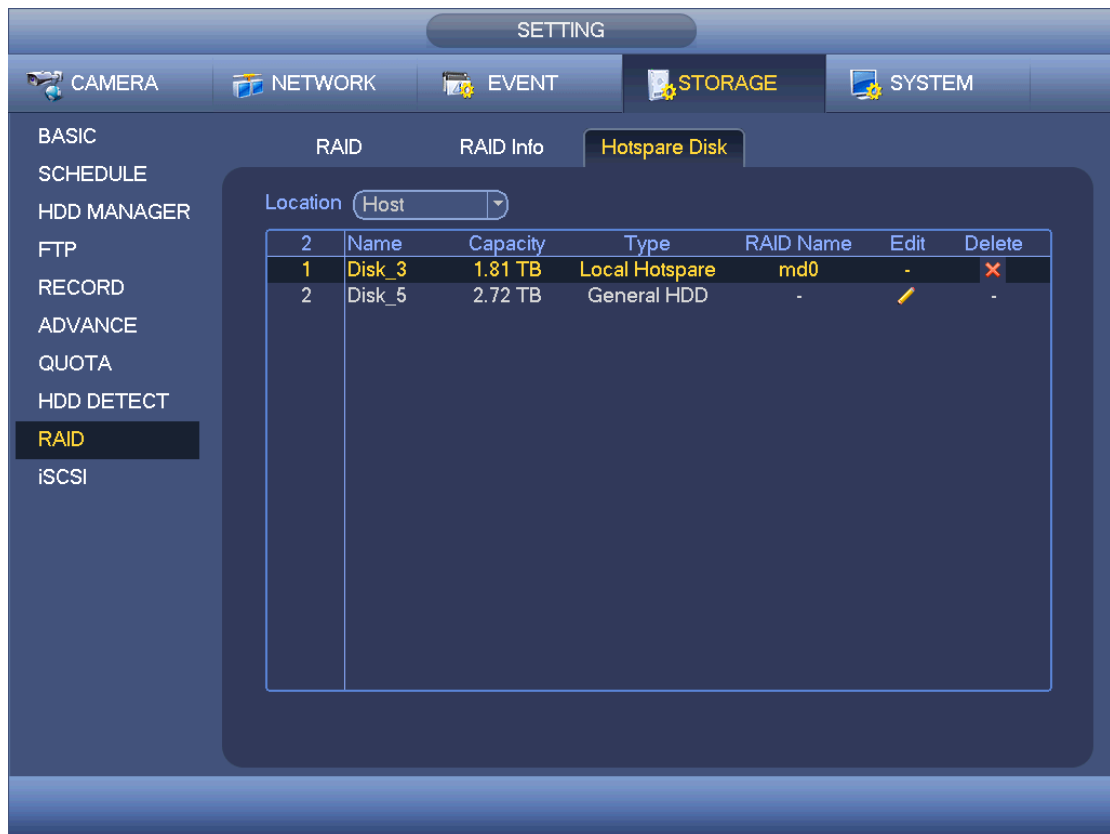 SETTING
CAMERA NETWORK EVENT STORAGE SYSTEM
BASIC
SCHEDULE
HDD MANAGER
FTP
RECORD
ADVANCE
QUOTA
HDD DETECT
RAID
iSCSI
RAID RAID Info Hotspare Disk
Location Host
2 Name Capacity Type RAID Name Edit Delete
1 Disk_3 1.81 TB Local Hotspare md0 -
2 Disk_5 2.72 TB General HDD - -